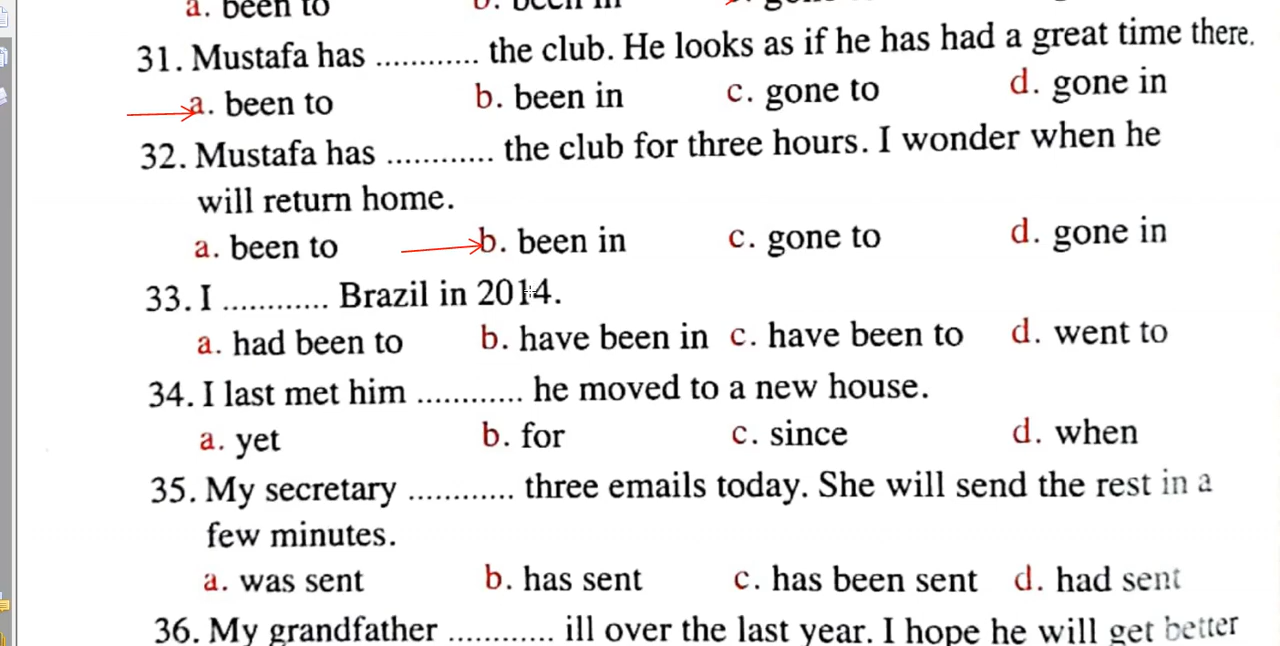 a. been to
31. Mustafa has ............ the club. He looks as if he has had a great time there.
a. been to b. been in c. gone to d. gone in
32. Mustafa has ............ the club for three hours. I wonder when he
will return home.
a. been to b. been in c. gone to d. gone in
33. I ............ Brazil in 2014.
a. had been to b. have been in c. have been to d. went to
34. I last met him ............ he moved to a new house.
a. yet b. for c. since d. when
35. My secretary ............ three emails today. She will send the rest in a
few minutes.
a. was sent b. has sent c. has been sent d. had sent
36. My grandfather ............ ill over the last year. I hope he will get better